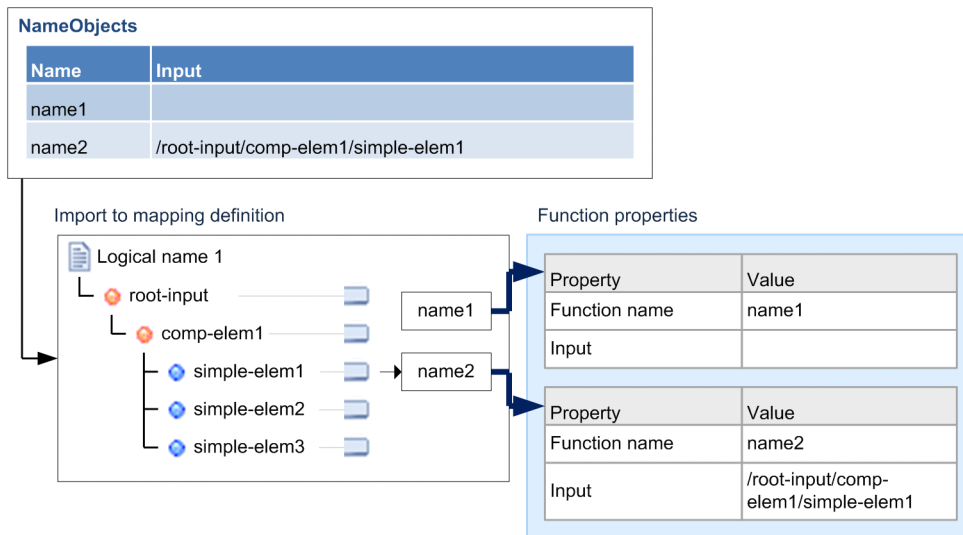 NameObjects
Name Input
name1
name2 /root-input/comp-elem1/simple-elem1
Import to mapping definition
Function properties
Logical name 1
root-input
comp-elem1
simple-elem1
simple-elem2
simple-elem3
name1
name2
Property Value
Function name name1
Input
Property Value
Function name name2
Input /root-input/comp-
elem1/simple-elem1